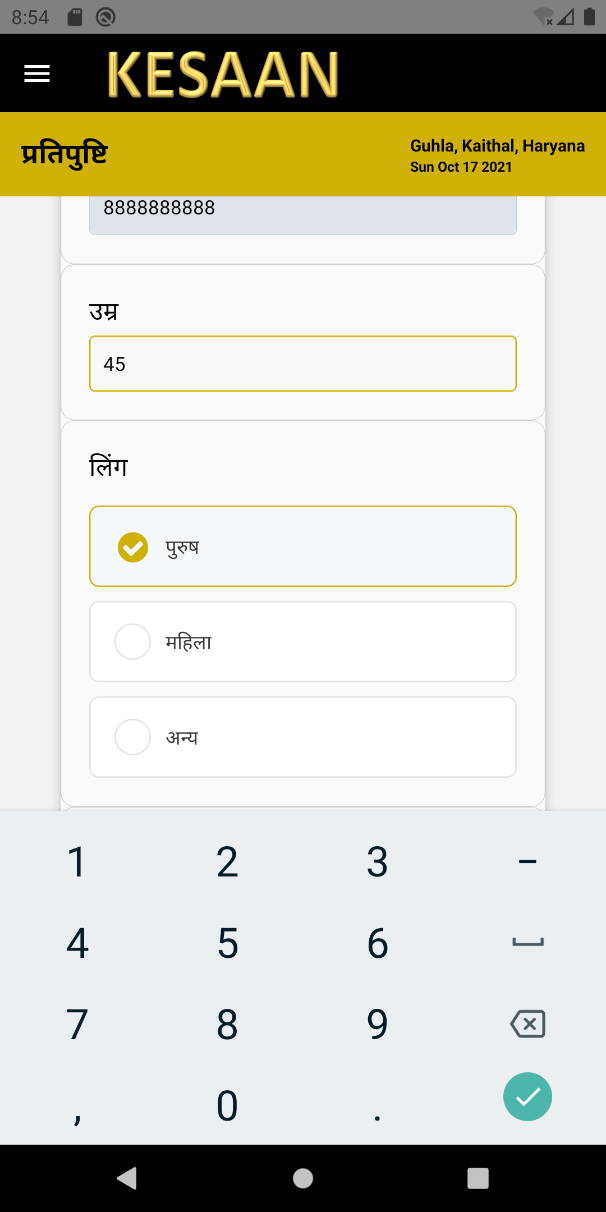 8:54
KESAAN
प्रतिपुष्टि
Guhla, Kaithal, Haryana
Sun Oct 17 2021
8888888888
उम्र
45
लिंग
पुरुष
महिला
अन्य
1 2 3 -
4 5 6
7 8 9
, 0 .